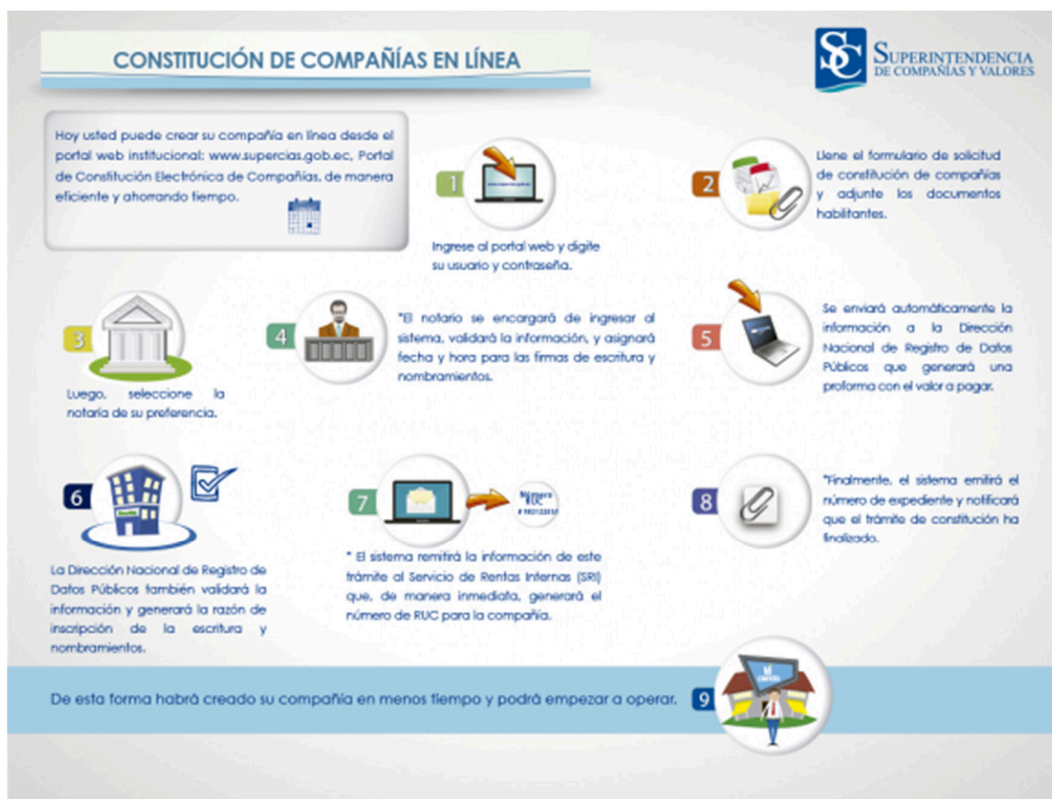 CONSTITUCIÓN DE COMPAÑÍAS EN LÍNEA
SC
SUPERINTENDENCIA
DE COMPAÑÍAS Y VALORES
Hoy usted puede crear su compañía en línea desde el
portal web institucional: www.supercias.gob.ec, Portal
de Constitución Electrónica de Compañías, de manera
eficiente y ahorrando tiempo.
1
Ingrese al portal web y digite
su usuario y contraseña.
2
Llene el formulario de solicitud
de constitución de compañías
y adjunte los documentos
habilitantes.
3
Luego, seleccione la
notaría de su preferencia.
4
*El notario se encargará de ingresar al
sistema, validará la información, y asignará
fecha y hora para las firmas de escritura y
nombramientos.
5
Se enviará automáticamente la
información a la Dirección
Nacional de Registro de Datos
Públicos que generará una
proforma con el valor a pagar.
6
La Dirección Nacional de Registro de
Datos Públicos también validará la
información y generará la razón de
inscripción de la escritura y
nombramientos.
7
Número
RUC
* El sistema remitirá la información de este
trámite al Servicio de Rentas Internas (SRI)
que, de manera inmediata, generará el
número de RUC para la compañía.
8
*Finalmente, el sistema emitirá el
número de expediente y notificará
que el trámite de constitución ha
finalizado.
De esta forma habrá creado su compañía en menos tiempo y podrá empezar a operar.
9
MI
COMPAÑÍA